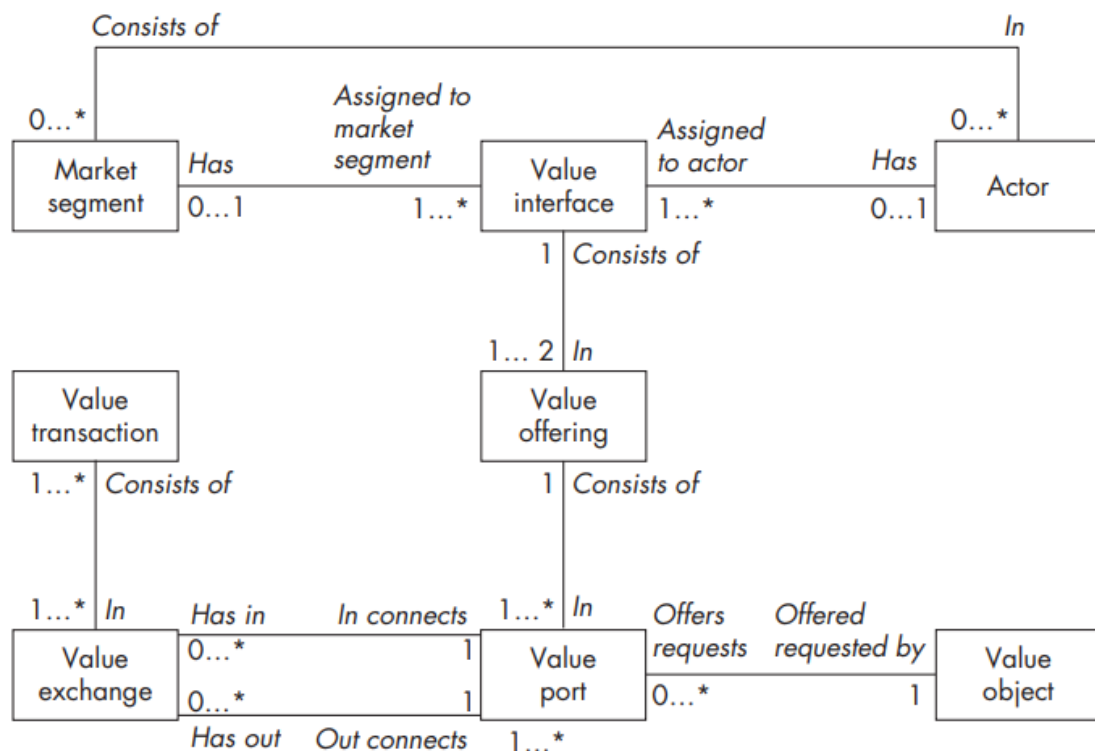 Consists of
In
0...*
Assigned to
market
segment
Assigned
to actor
0...*
Market
segment
Has
0...1
1...*
Value
interface
1...*
Has
0...1
Actor
1
Consists of
1... 2
In
Value
transaction
Value
offering
1...*
Consists of
1
Consists of
1...*
In
Has in
0...*
In connects
1
1...*
In
Offers
requests
0...*
Offered
requested by
1
Value
exchange
0...*
1
Value
port
Value
object
Has out
Out connects
1...*